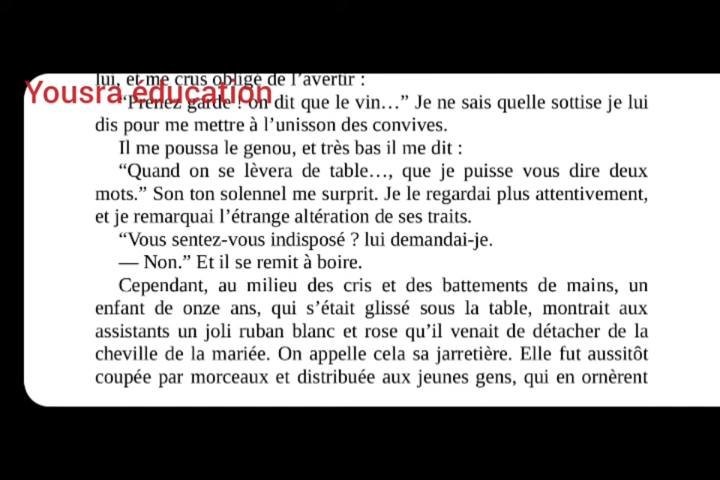 lui, et me crus obligé de l’avertir :
Yousra éducation
“Prenez garde ! on dit que le vin…” Je ne sais quelle sottise je lui
dis pour me mettre à l’unisson des convives.
Il me poussa le genou, et très bas il me dit :
“Quand on se lèvera de table…, que je puisse vous dire deux
mots.” Son ton solennel me surprit. Je le regardai plus attentivement,
et je remarquai l’étrange altération de ses traits.
“Vous sentez-vous indisposé ? lui demandai-je.
— Non.” Et il se remit à boire.
Cependant, au milieu des cris et des battements de mains, un
enfant de onze ans, qui s’était glissé sous la table, montrait aux
assistants un joli ruban blanc et rose qu’il venait de détacher de la
cheville de la mariée. On appelle cela sa jarretière. Elle fut aussitôt
coupée par morceaux et distribuée aux jeunes gens, qui en ornèrent